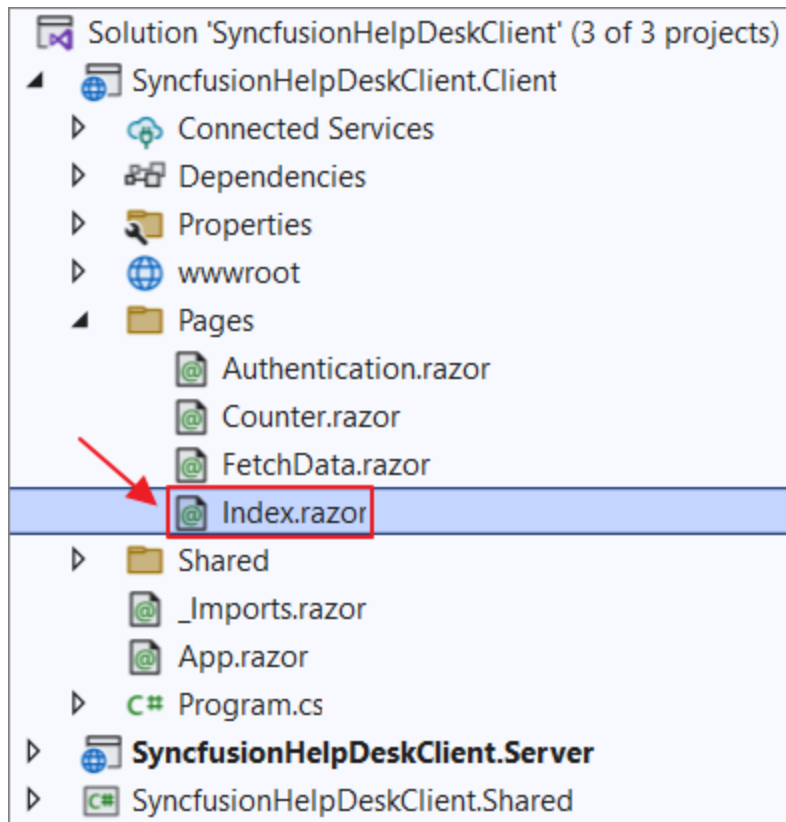 Solution 'SyncfusionHelpDeskClient' (3 of 3 projects)
SyncfusionHelpDeskClient.Client
Connected Services
Dependencies
Properties
wwwroot
Pages
@ Authentication.razor
@ Counter.razor
@ FetchData.razor
@ Index.razor
Shared
@ _Imports.razor
@ App.razor
C# Program.cs
SyncfusionHelpDeskClient.Server
C# SyncfusionHelpDeskClient.Shared